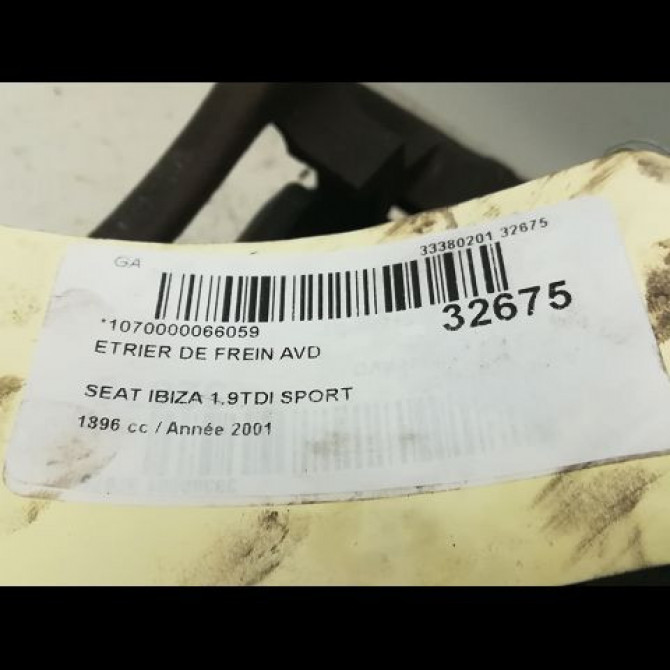 GA
33380201 32675
32675
*1070000066059
ETRIER DE FREIN AVD
SEAT IBIZA 1.9TDI SPORT
1896 cc / Année 2001